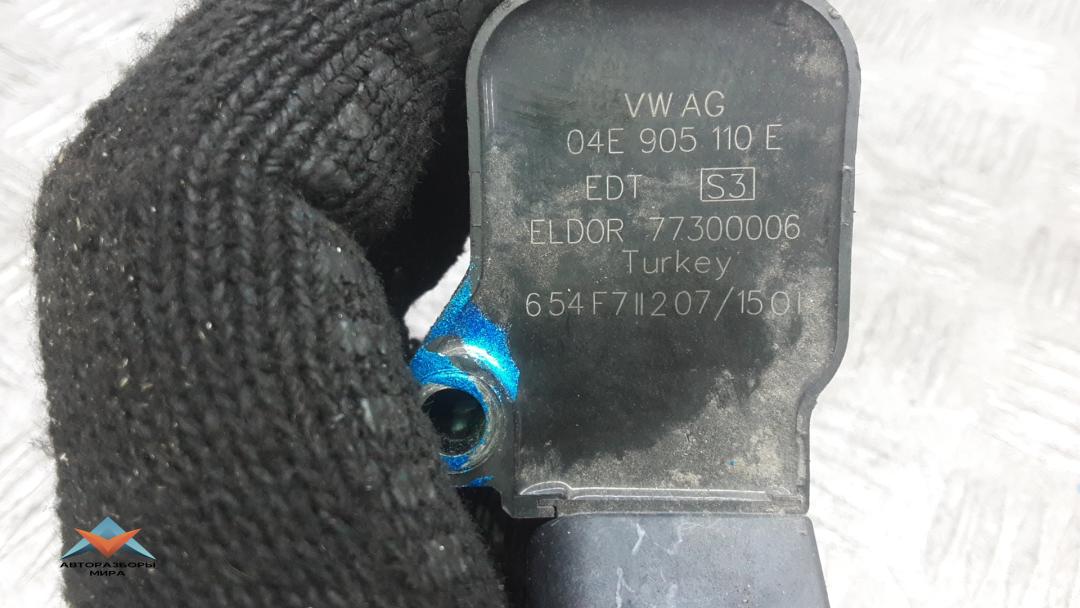 VW AG
04E 905 110 E
EDT S3
ELDOR 77300006
Turkey
654F711207/1501
АВТОРАЗБОРЫ
МИРА